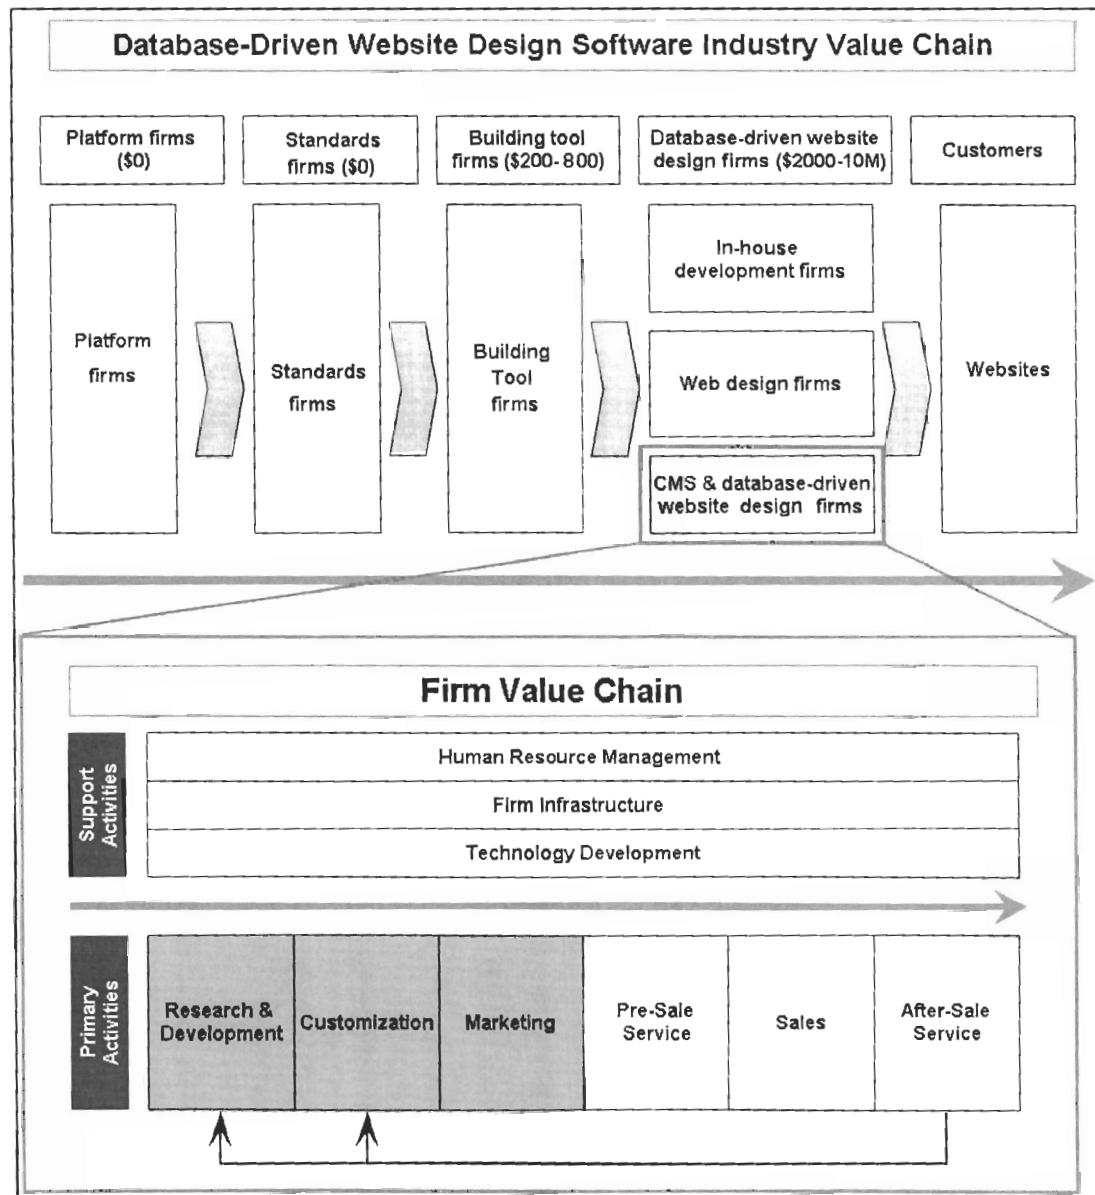 Database-Driven Website Design Software Industry Value Chain
Platform firms
($0)
Standards
firms ($0)
Building tool
firms ($200-800)
Database-driven website
design firms ($2000-10M)
Customers
Platform
firms
Standards
firms
Building
Tool
firms
In-house
development firms
Web design firms
CMS & database-driven
website design firms
Websites
Firm Value Chain
Support
Activities
Human Resource Management
Firm Infrastructure
Technology Development
Primary
Activities
Research &
Development
Customization
Marketing
Pre-Sale
Service
Sales
After-Sale
Service